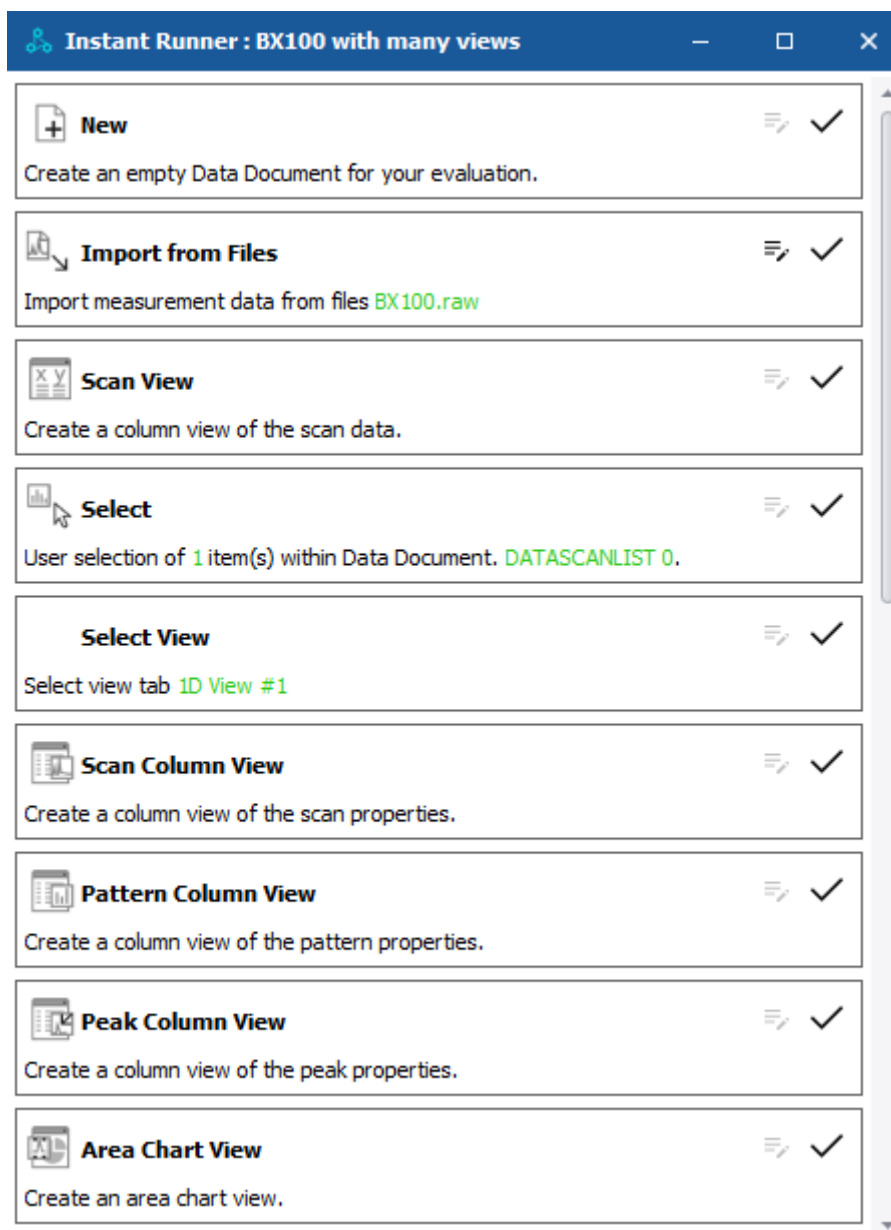 Instant Runner : BX100 with many views
New
Create an empty Data Document for your evaluation.
Import from Files
Import measurement data from files BX100.raw
X Y
Scan View
Create a column view of the scan data.
Select
User selection of 1 item(s) within Data Document. DATASCANLIST 0.
Select View
Select view tab 1D View #1
Scan Column View
Create a column view of the scan properties.
Pattern Column View
Create a column view of the pattern properties.
Peak Column View
Create a column view of the peak properties.
Area Chart View
Create an area chart view.